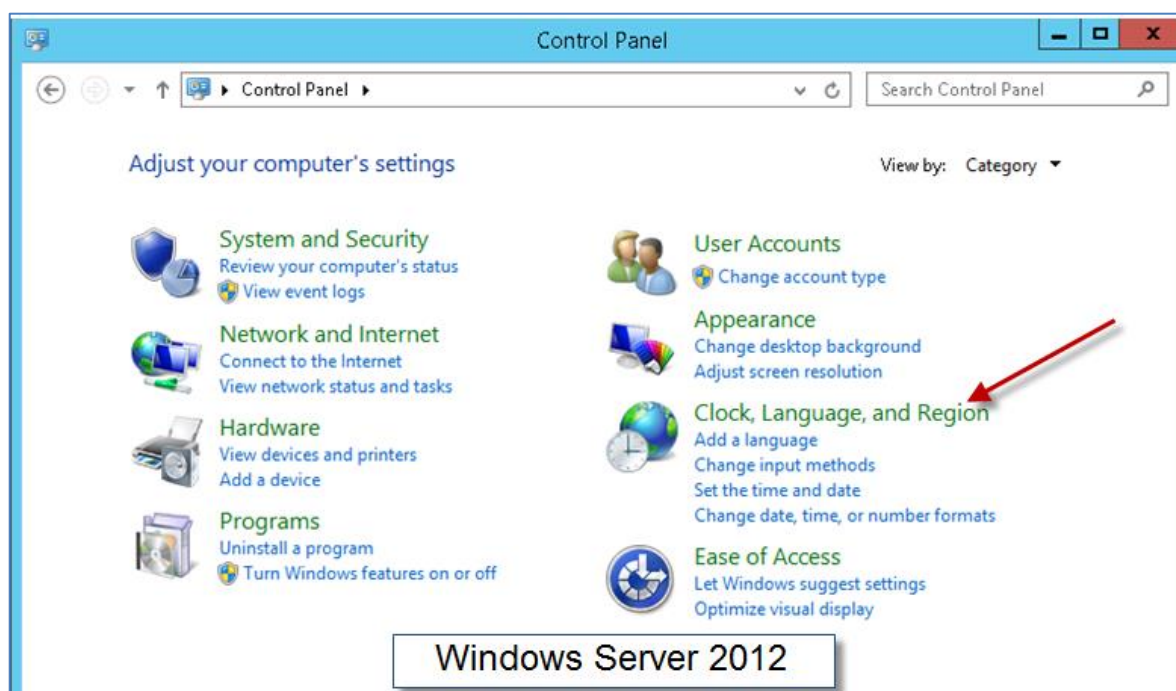 Control Panel
Control Panel
Search Control Panel
Adjust your computer's settings
View by: Category
System and Security
Review your computer's status
View event logs
Network and Internet
Connect to the Internet
View network status and tasks
Hardware
View devices and printers
Add a device
Programs
Uninstall a program
Turn Windows features on or off
User Accounts
Change account type
Appearance
Change desktop background
Adjust screen resolution
Clock, Language, and Region
Add a language
Change input methods
Set the time and date
Change date, time, or number formats
Ease of Access
Let Windows suggest settings
Optimize visual display
Windows Server 2012